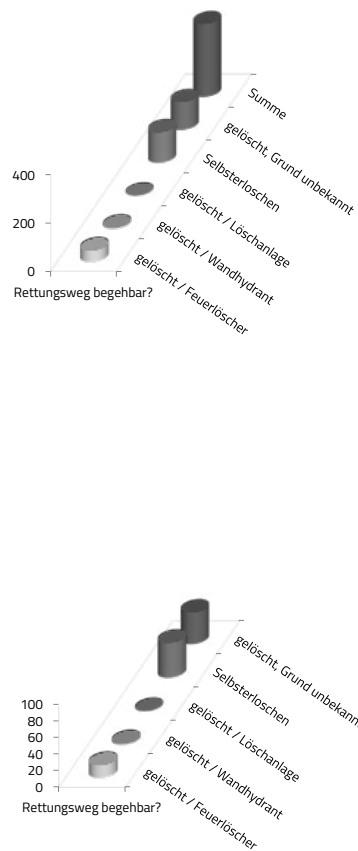 Summe
gelöscht, Grund unbekannt
Selbsterloschen
gelöscht / Löschanlage
gelöscht / Wandhydrant
gelöscht / Feuerlöscher
400
200
0
Rettungsweg begehbar?
gelöscht, Grund unbekannt
Selbsterloschen
gelöscht / Löschanlage
gelöscht / Wandhydrant
gelöscht / Feuerlöscher
100
80
60
40
20
0
Rettungsweg begehbar?